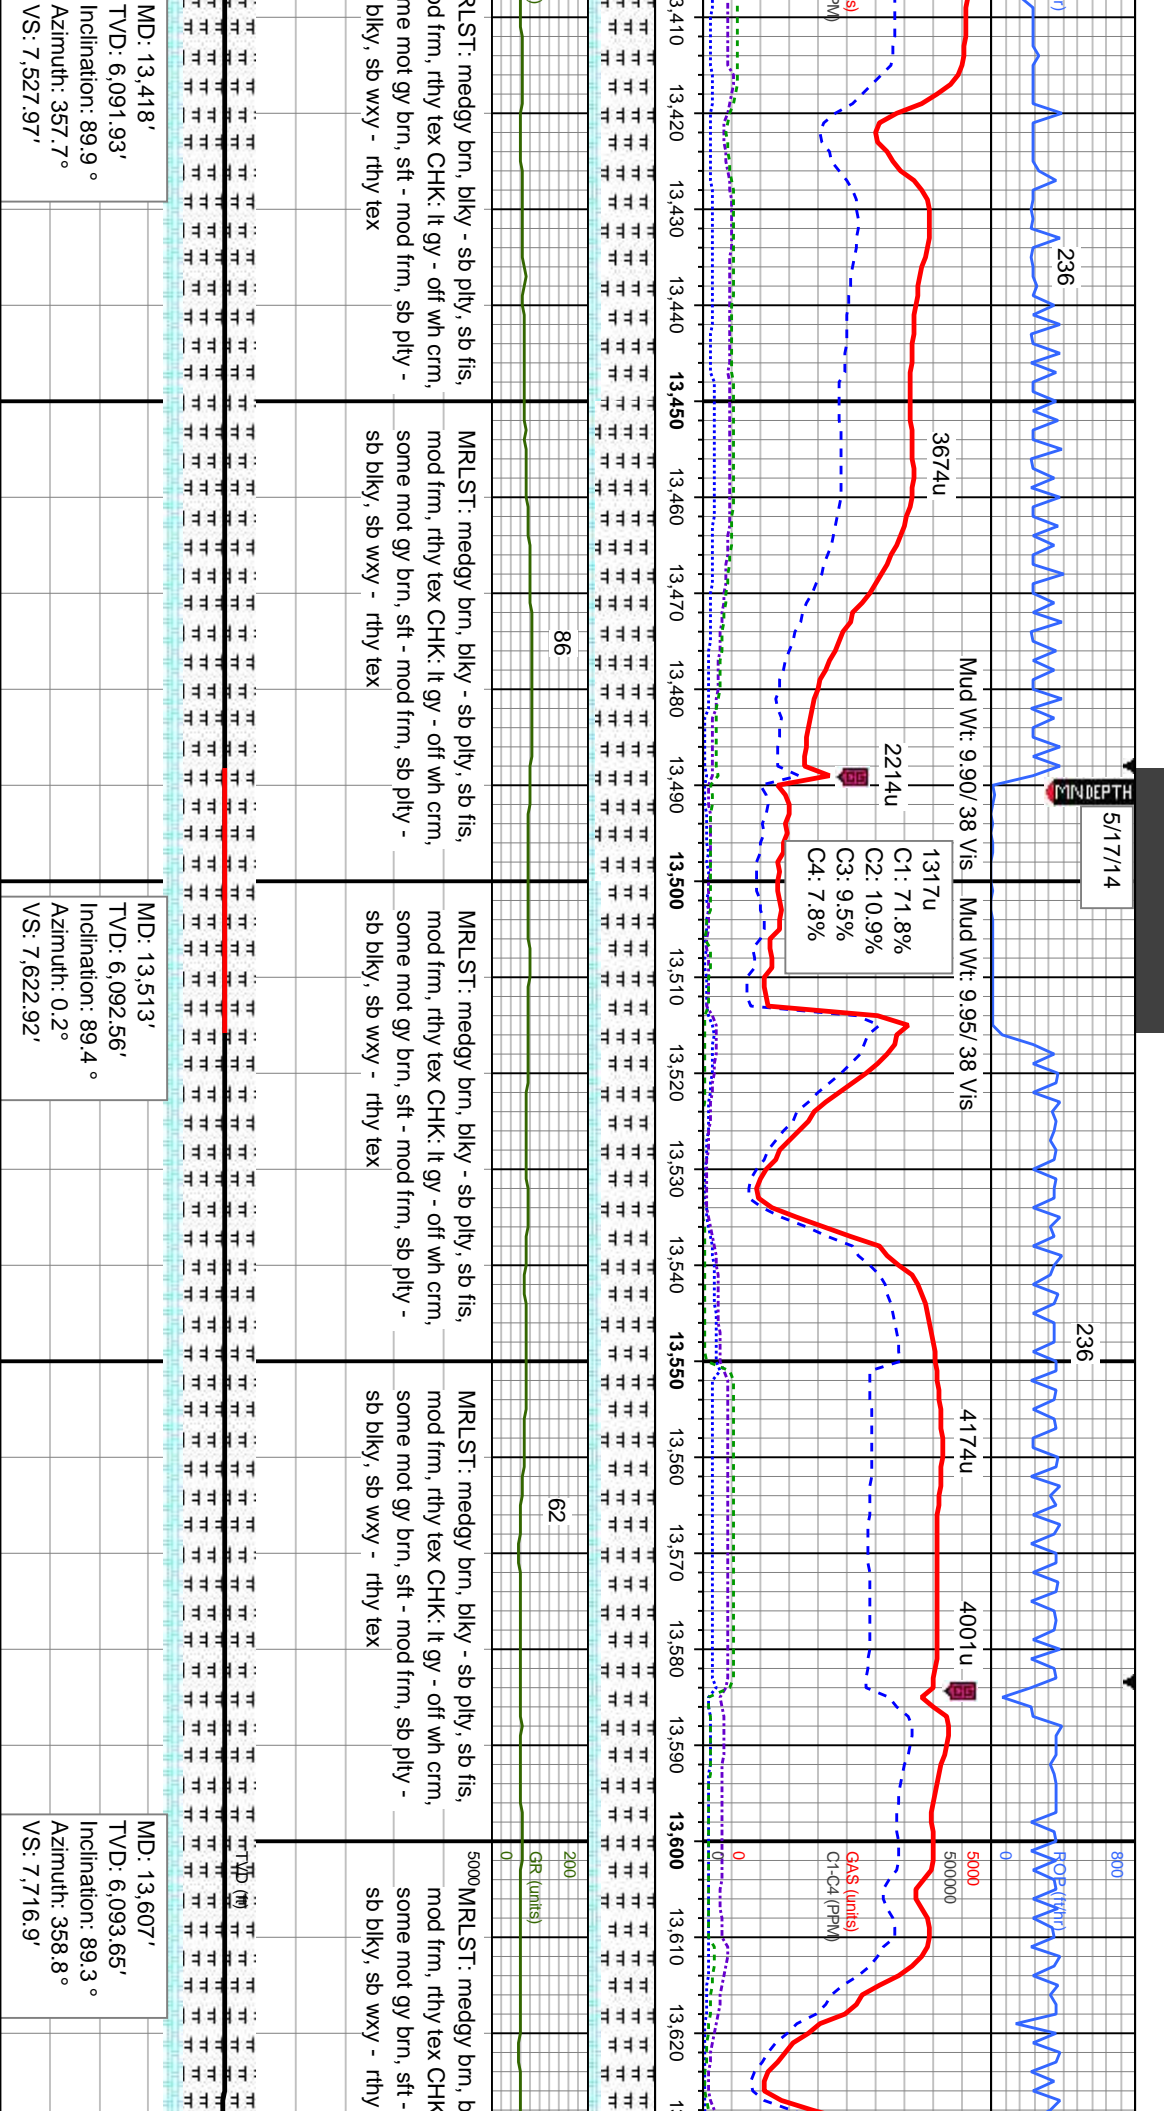 r)
236
MNDEPTH
5/17/14
236
800
ROP (ft/hr)
0
s)
PM)
3674u
Mud Wt: 9.90/ 38 Vis
Mud Wt: 9.95/ 38 Vis
2214u
CG
1317u
C1: 71.8%
C2: 10.9%
C3: 9.5%
C4: 7.8%
4174u
4001u
CG
5000
500000
GAS (units)
C1-C4 (PPM)
0
0
3,410
13,420
13,430
13,440
13,450
13,460
13,470
13,480
13,490
13,500
13,510
13,520
13,530
13,540
13,550
13,560
13,570
13,580
13,590
13,600
13,610
13,620
86
62
200
GR (units)
0
RLST: medgy brn, blky - sb plty, sb fis,
od frm, rthy tex CHK: lt gy - off wh crm,
me mot gy brn, sft - mod frm, sb plty -
blky, sb wxy - rthy tex
MRLST: medgy brn, blky - sb plty, sb fis,
mod frm, rthy tex CHK: lt gy - off wh crm,
some mot gy brn, sft - mod frm, sb plty -
sb blky, sb wxy - rthy tex
MRLST: medgy brn, blky - sb plty, sb fis,
mod frm, rthy tex CHK: lt gy - off wh crm,
some mot gy brn, sft - mod frm, sb plty -
sb blky, sb wxy - rthy tex
MRLST: medgy brn, blky - sb plty, sb fis,
mod frm, rthy tex CHK: lt gy - off wh crm,
some mot gy brn, sft - mod frm, sb plty -
sb blky, sb wxy - rthy tex
5000
MRLST: medgy brn, b
mod frm, rthy tex CHK
some mot gy brn, sft -
sb blky, sb wxy - rthy
TVD (ft)
MD: 13,418'
TVD: 6,091.93'
Inclination: 89.9 °
Azimuth: 357.7°
VS: 7,527.97'
MD: 13,513'
TVD: 6,092.56'
Inclination: 89.4 °
Azimuth: 0.2°
VS: 7,622.92'
MD: 13,607'
TVD: 6,093.65'
Inclination: 89.3 °
Azimuth: 358.8°
VS: 7,716.9'